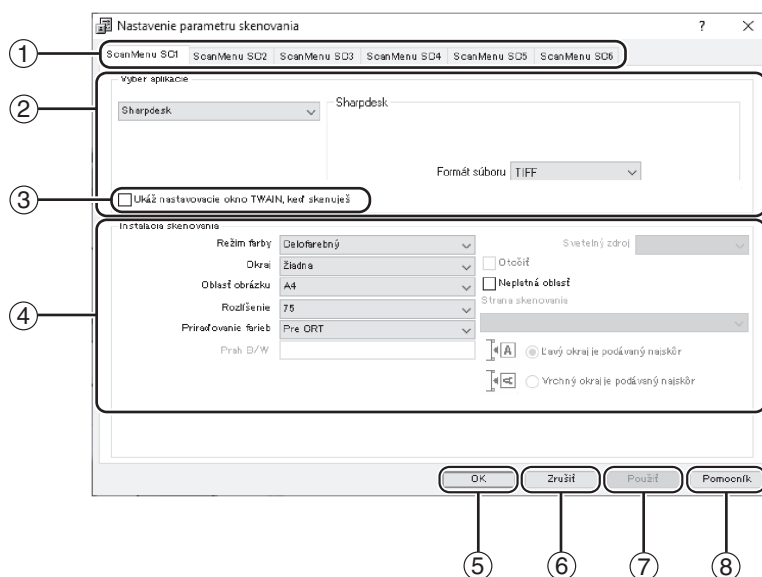 Nastavenie parametru skenovania
?
①
ScanMenu SC1 ScanMenu SC2 ScanMenu SC3 ScanMenu SC4 ScanMenu SC5 ScanMenu SC6
②
Výber aplikácie
Sharpdesk
Sharpdesk
Formát súboru TIFF
③
Ukáž nastavovacie okno TWAIN, keď skenuješ
④
Inštalácia skenovania
Režim farby Celofarebný
Okraj Žiadna
Oblasť obrázku A4
Rozlíšenie 75
Priraďovanie farieb Pre CRT
Prah B/W
Svetelný zdroj
Otočiť
Neplatná oblasť
Strana skenovania
A Ľavý okraj je podávaný najskôr
A Vrchný okraj je podávaný najskôr
OK Zrušiť Použiť Pomocník
⑤ ⑥ ⑦ ⑧